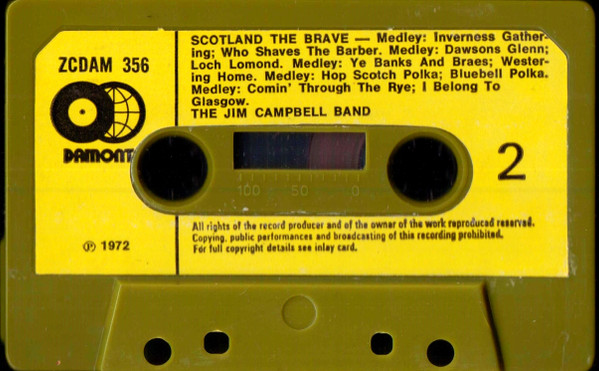 ZCDAM 356
DAMONT
℗ 1972
SCOTLAND THE BRAVE — Medley: Inverness Gather-
ing; Who Shaves The Barber. Medley: Dawsons Glenn;
Loch Lomond. Medley: Ye Banks And Braes; Wester-
ing Home. Medley: Hop Scotch Polka; Bluebell Polka.
Medley: Comin' Through The Rye; I Belong To
Glasgow.
THE JIM CAMPBELL BAND
100 50 0
2
All rights of the record producer and of the owner of the work reproduced reserved.
Copying, public performances and broadcasting of this recording prohibited.
For full copyright details see inlay card.